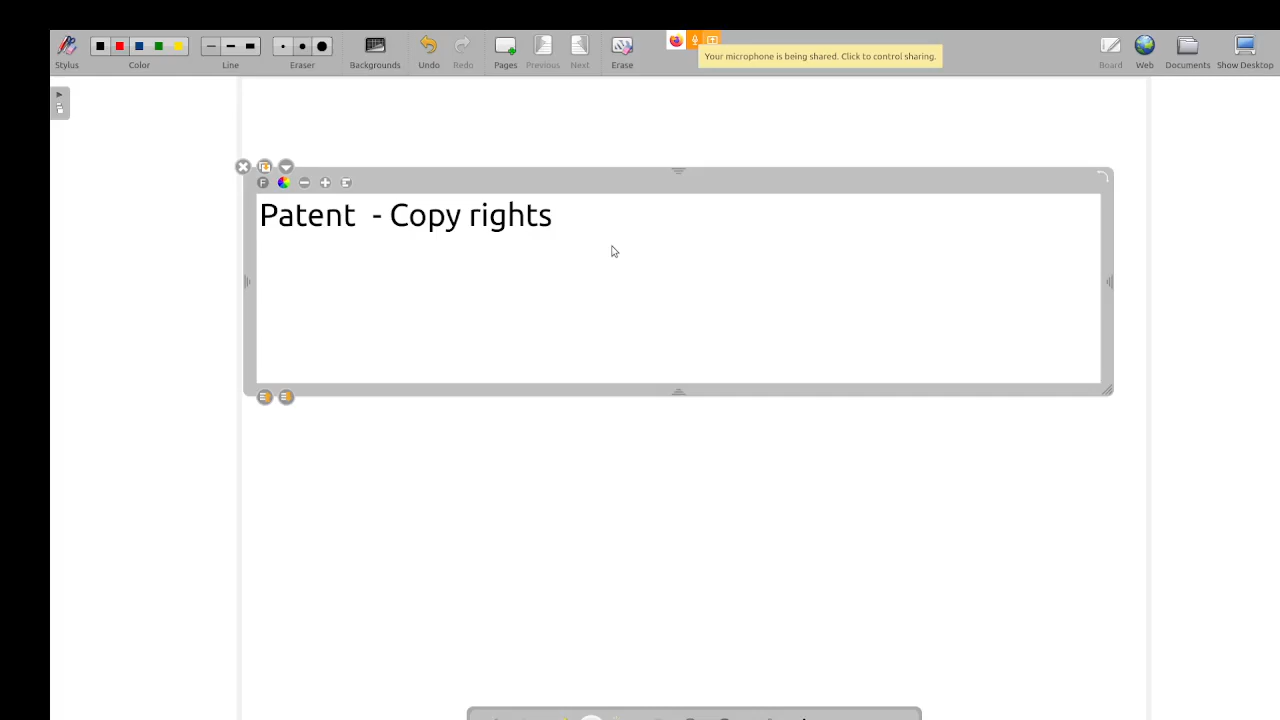 Stylus
Color
Line
Eraser
Backgrounds
Undo
Redo
Pages
Previous
Next
Erase
Your microphone is being shared. Click to control sharing.
Board
Web
Documents
Show Desktop
F
Patent - Copy rights